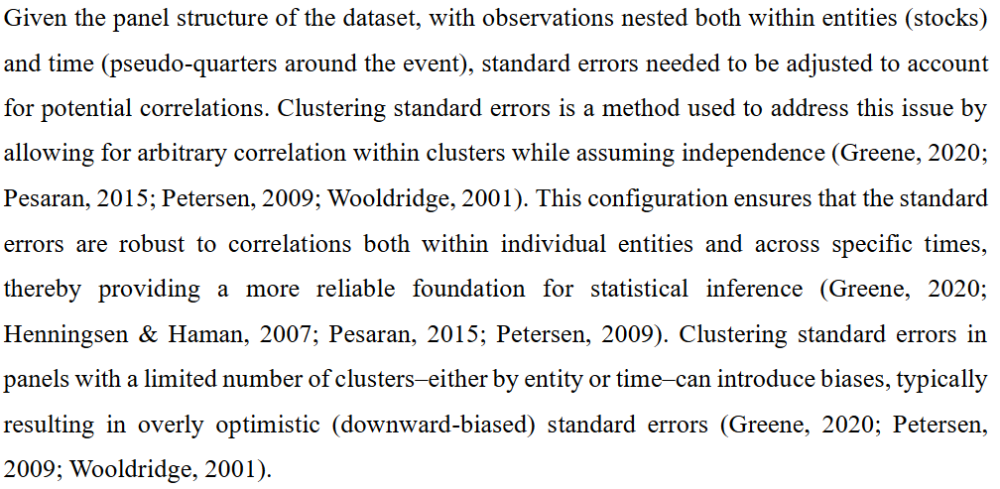 Given the panel structure of the dataset, with observations nested both within entities (stocks)
and time (pseudo-quarters around the event), standard errors needed to be adjusted to account
for potential correlations. Clustering standard errors is a method used to address this issue by
allowing for arbitrary correlation within clusters while assuming independence (Greene, 2020;
Pesaran, 2015; Petersen, 2009; Wooldridge, 2001). This configuration ensures that the standard
errors are robust to correlations both within individual entities and across specific times,
thereby providing a more reliable foundation for statistical inference (Greene, 2020;
Henningsen & Haman, 2007; Pesaran, 2015; Petersen, 2009). Clustering standard errors in
panels with a limited number of clusters–either by entity or time–can introduce biases, typically
resulting in overly optimistic (downward-biased) standard errors (Greene, 2020; Petersen,
2009; Wooldridge, 2001).